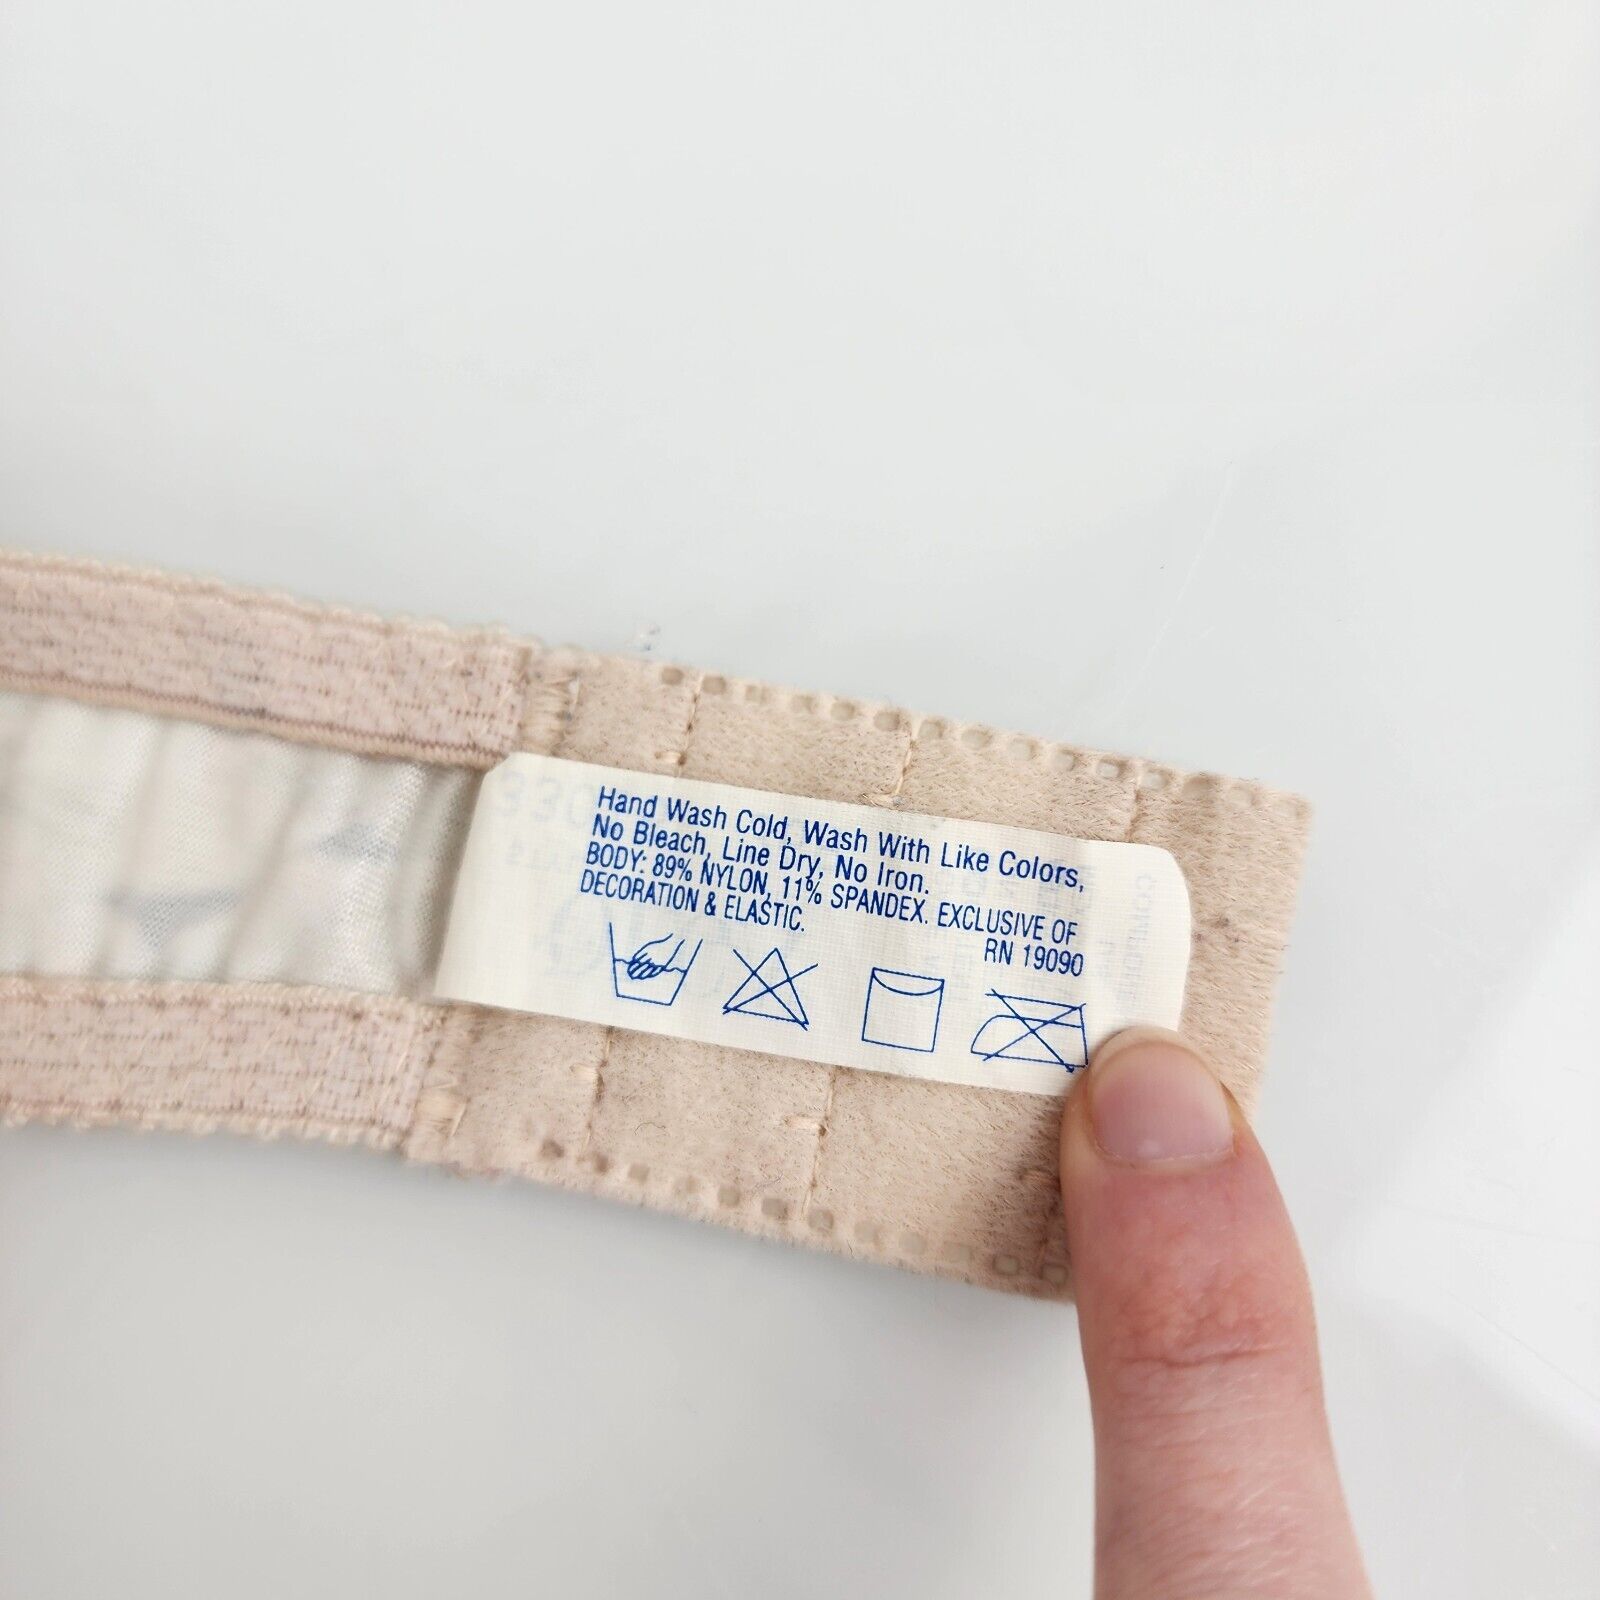 Hand Wash Cold, Wash With Like Colors,
No Bleach, Line Dry, No Iron.
BODY: 89% NYLON, 11% SPANDEX. EXCLUSIVE OF
DECORATION & ELASTIC.
RN 19090